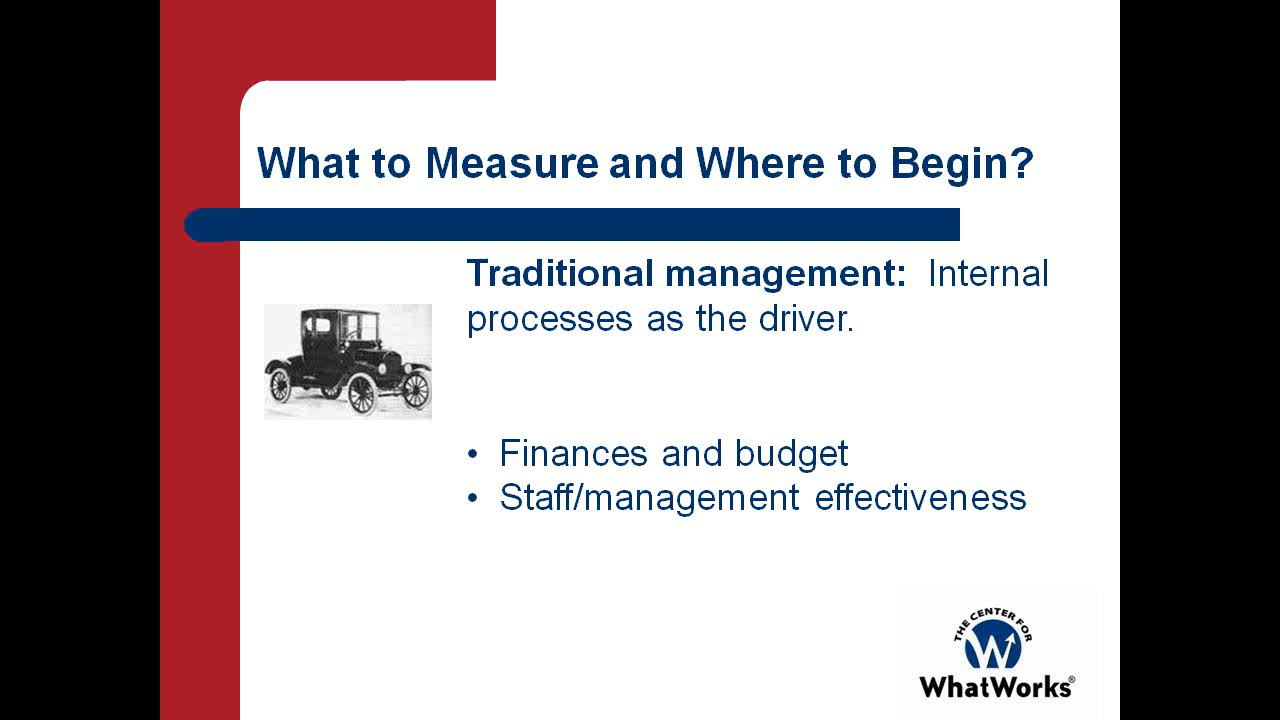 What to Measure and Where to Begin?
Traditional management: Internal
processes as the driver.
• Finances and budget
• Staff/management effectiveness
THE CENTER FOR
W
WhatWorks®